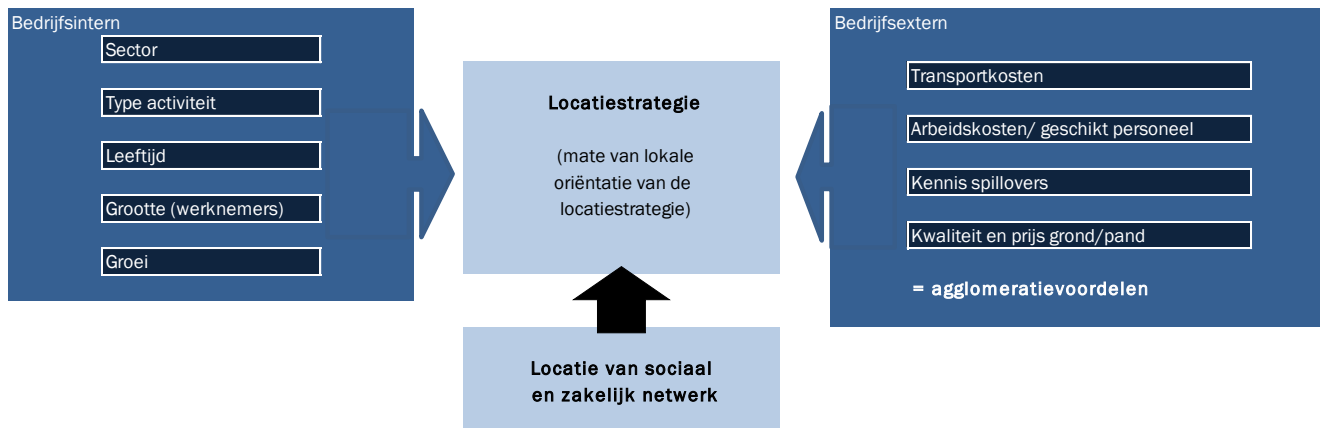 Bedrijfsintern
Sector
Type activiteit
Leeftijd
Grootte (werknemers)
Groei
Locatiestrategie
(mate van lokale
oriëntatie van de
locatiestrategie)
Locatie van sociaal
en zakelijk netwerk
Bedrijfsextern
Transportkosten
Arbeidskosten/ geschikt personeel
Kennis spillovers
Kwaliteit en prijs grond/pand
= agglomeratievoordelen